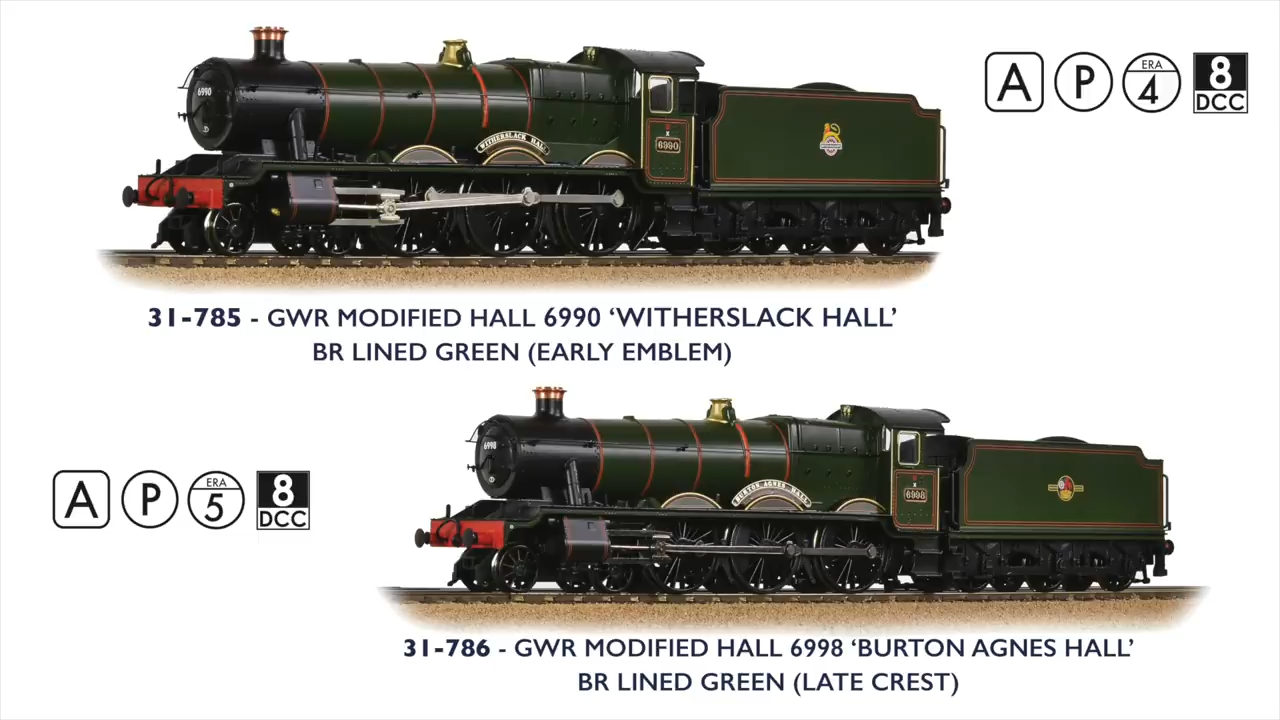 6990
WITHERSLACK HALL
6990
A P ERA 4 8 DCC
31-785 - GWR MODIFIED HALL 6990 ‘WITHERSLACK HALL’
BR LINED GREEN (EARLY EMBLEM)
6998
BURTON AGNES HALL
6998
A P ERA 5 8 DCC
31-786 - GWR MODIFIED HALL 6998 ‘BURTON AGNES HALL’
BR LINED GREEN (LATE CREST)